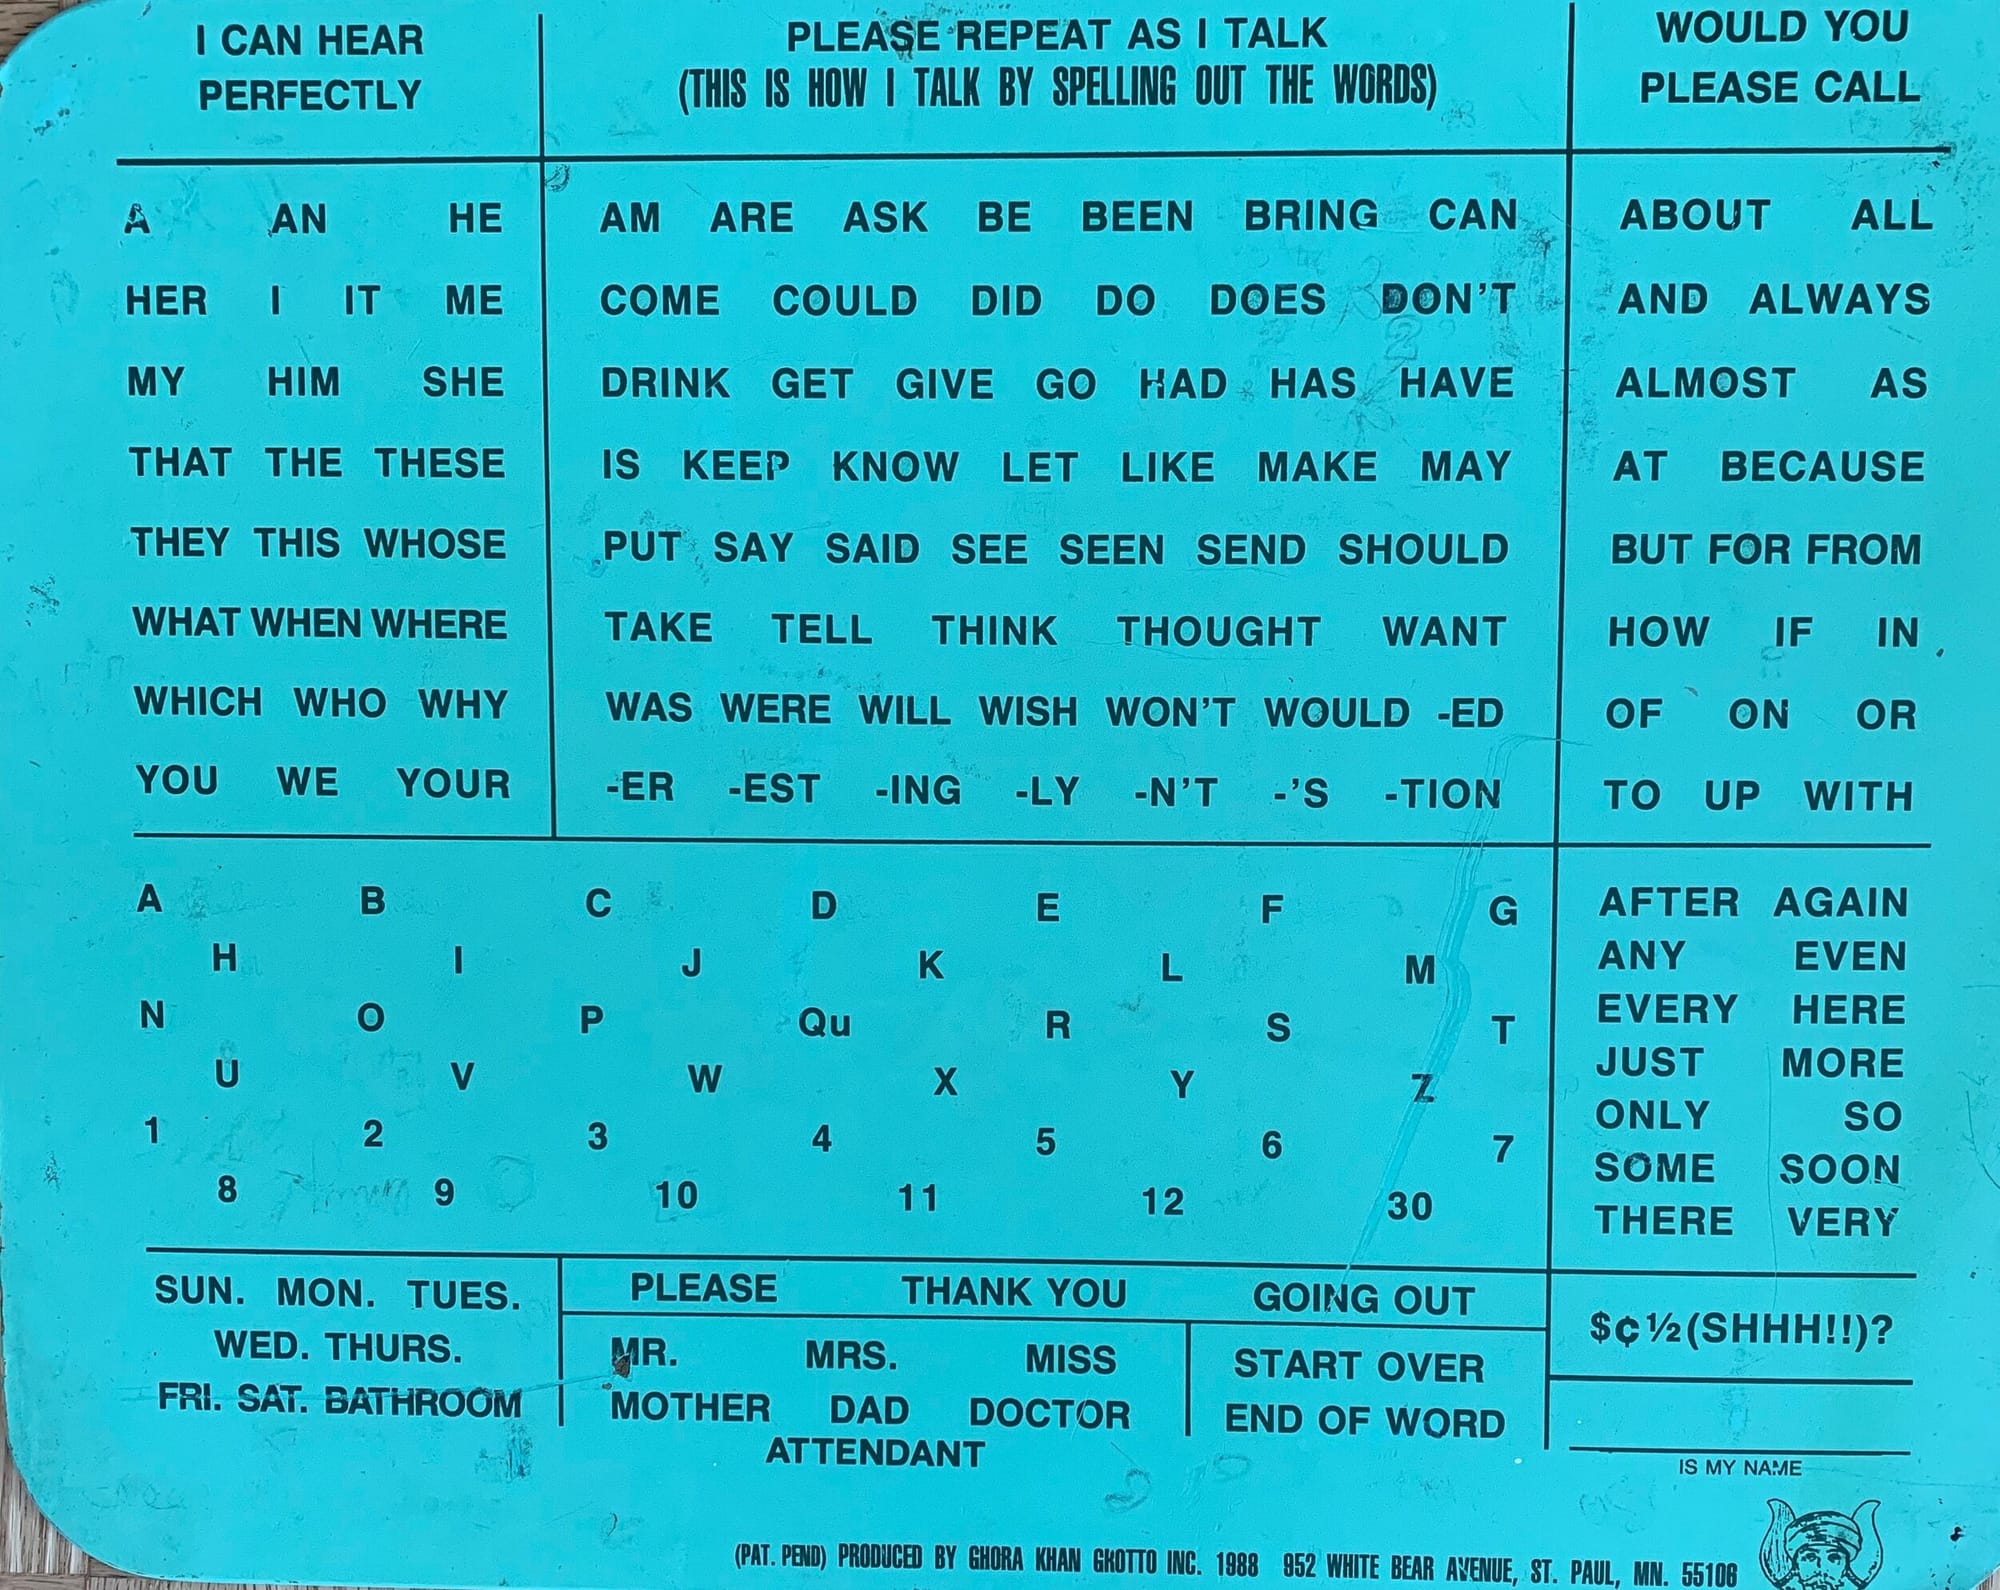 I CAN HEAR
PERFECTLY
PLEASE REPEAT AS I TALK
(THIS IS HOW I TALK BY SPELLING OUT THE WORDS)
WOULD YOU
PLEASE CALL
A AN HE
HER I IT ME
MY HIM SHE
THAT THE THESE
THEY THIS WHOSE
WHAT WHEN WHERE
WHICH WHO WHY
YOU WE YOUR
AM ARE ASK BE BEEN BRING CAN
COME COULD DID DO DOES DON'T
DRINK GET GIVE GO HAD HAS HAVE
IS KEEP KNOW LET LIKE MAKE MAY
PUT SAY SAID SEE SEEN SEND SHOULD
TAKE TELL THINK THOUGHT WANT
WAS WERE WILL WISH WON'T WOULD -ED
-ER -EST -ING -LY -N'T -'S -TION
ABOUT ALL
AND ALWAYS
ALMOST AS
AT BECAUSE
BUT FOR FROM
HOW IF IN
OF ON OR
TO UP WITH
A B C D E F G
H I J K L M
N O P Qu R S T
U V W X Y Z
1 2 3 4 5 6 7
8 9 10 11 12 30
AFTER AGAIN
ANY EVEN
EVERY HERE
JUST MORE
ONLY SO
SOME SOON
THERE VERY
SUN. MON. TUES.
WED. THURS.
FRI. SAT. BATHROOM
PLEASE THANK YOU GOING OUT
MR. MRS. MISS
MOTHER DAD DOCTOR
ATTENDANT
START OVER
END OF WORD
$¢½(SHHH!!)?
IS MY NAME
(PAT. PEND) PRODUCED BY GHORA KHAN GROTTO INC. 1988 952 WHITE BEAR AVENUE, ST. PAUL, MN. 55106